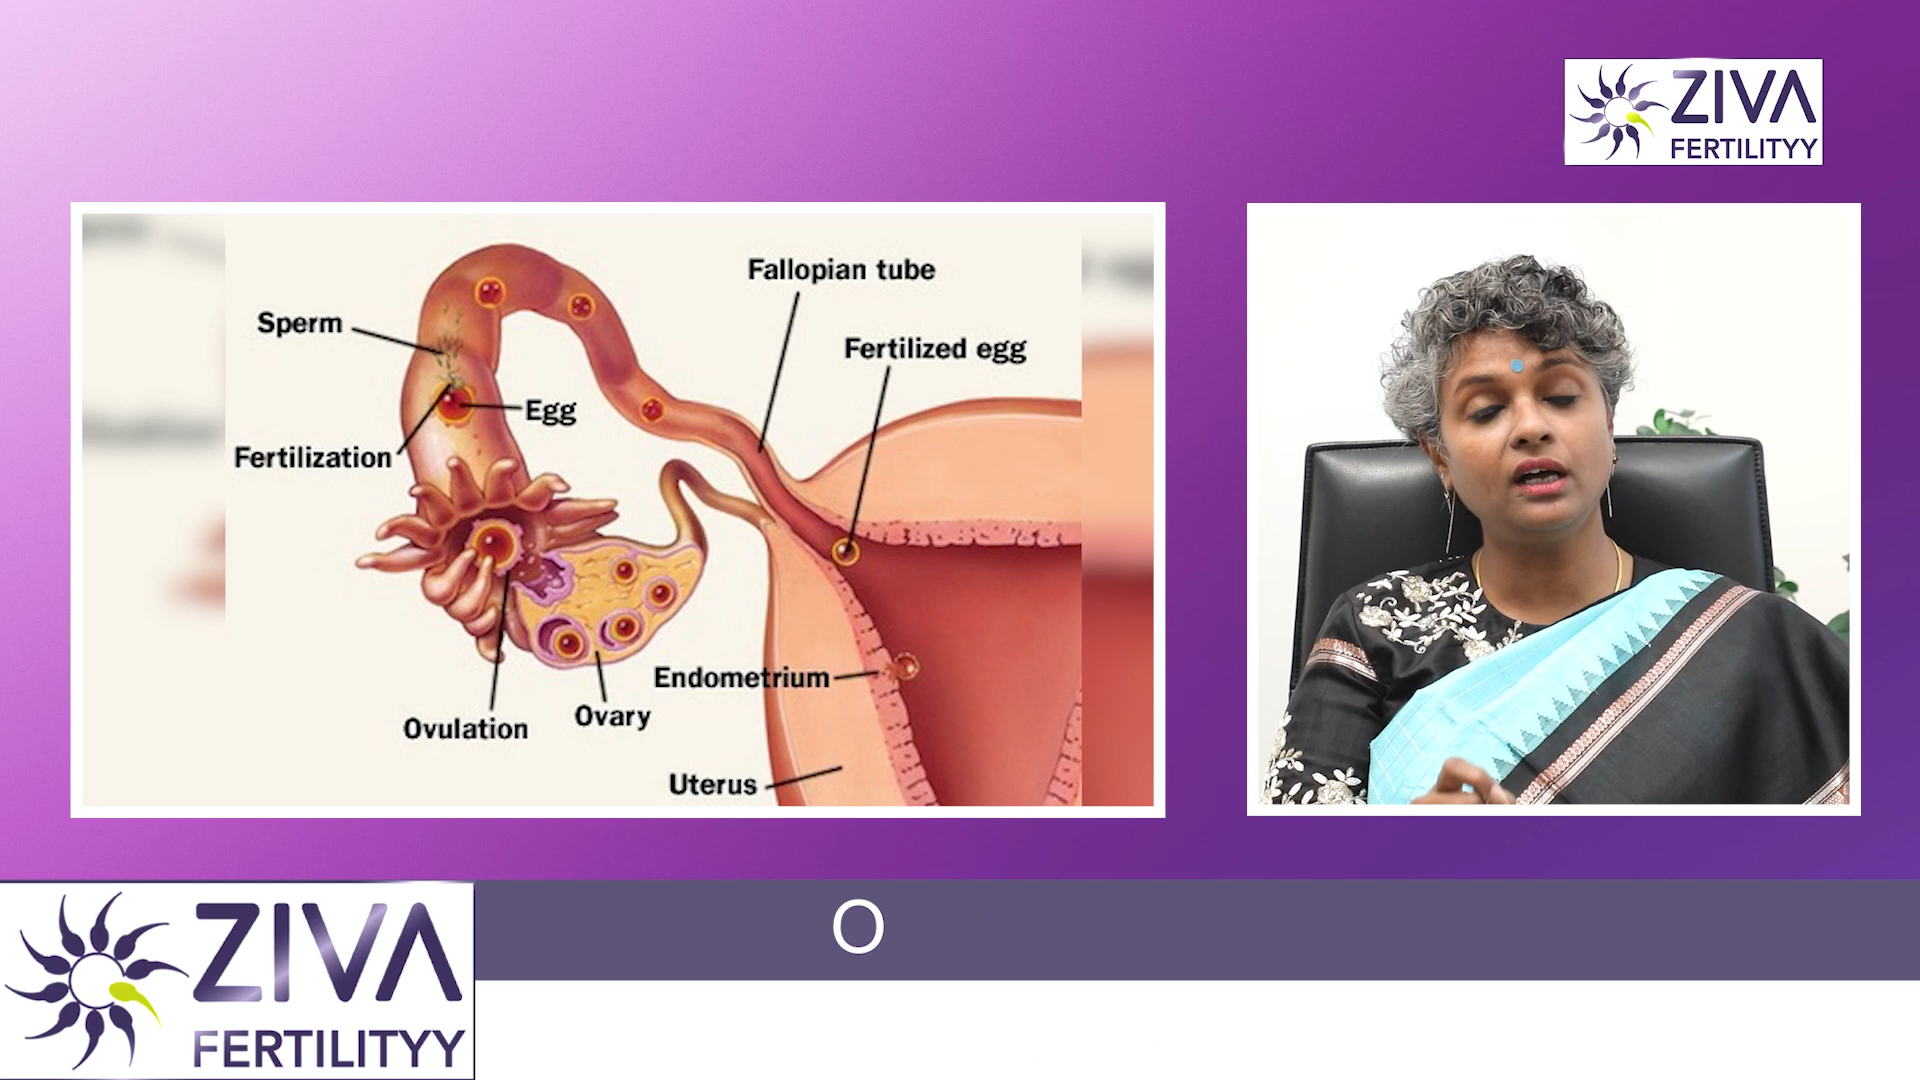 ZIVA
FERTILITYY
Fallopian tube
Sperm
Fertilized egg
Egg
Fertilization
Endometrium
Ovary
Ovulation
Uterus
O
ZIVA
FERTILITYY